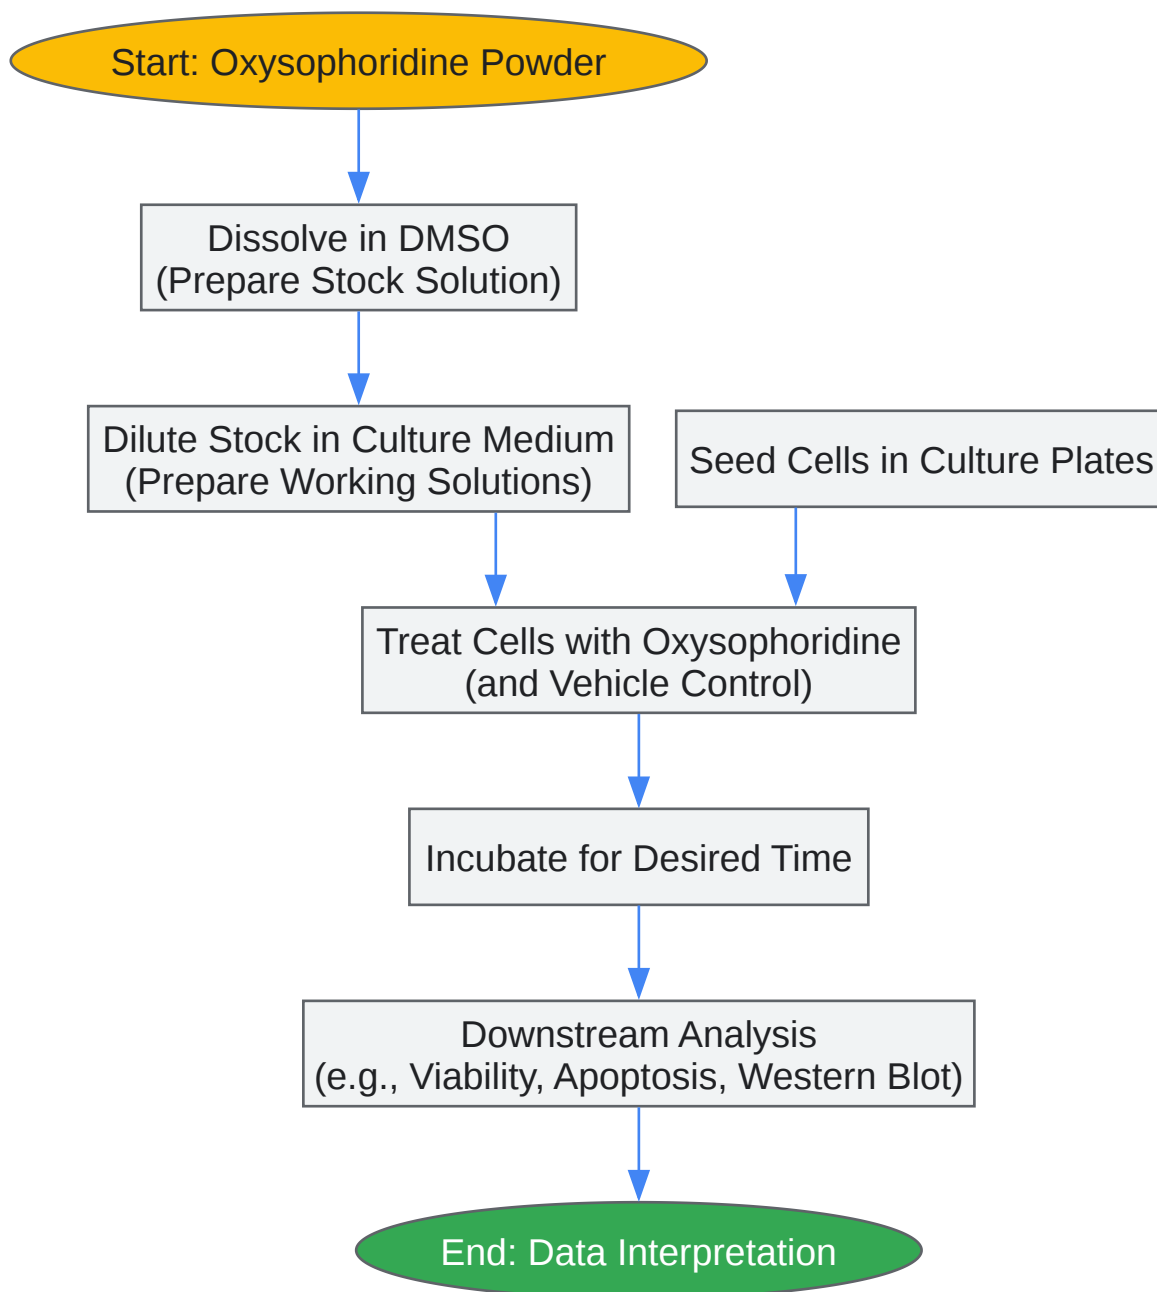 Start: Oxysophoridine Powder
Dissolve in DMSO
(Prepare Stock Solution)
Dilute Stock in Culture Medium
(Prepare Working Solutions)
Seed Cells in Culture Plates
Treat Cells with Oxysophoridine
(and Vehicle Control)
Incubate for Desired Time
Downstream Analysis
(e.g., Viability, Apoptosis, Western Blot)
End: Data Interpretation